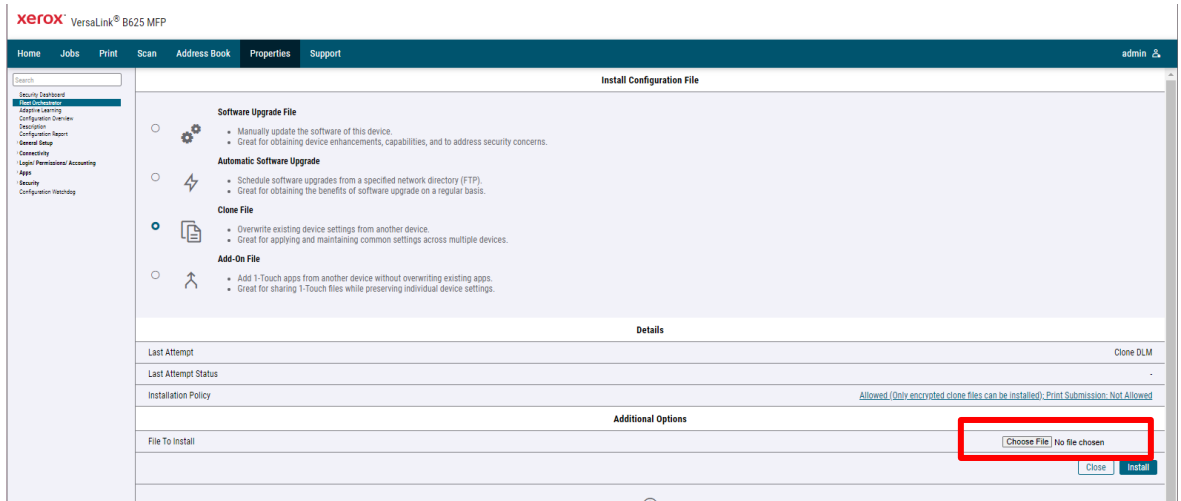 xerox™ VersaLink® B625 MFP
Home Jobs Print Scan Address Book Properties Support admin
Search
Security Dashboard
Fleet Orchestrator
Adaptive Learning
Configuration Overview
Description
Configuration Report
General Setup
Connectivity
Login/ Permissions/ Accounting
Apps
Security
Configuration Watchdog
Install Configuration File
Software Upgrade File
Manually update the software of this device.
Great for obtaining device enhancements, capabilities, and to address security concerns.
Automatic Software Upgrade
Schedule software upgrades from a specified network directory (FTP).
Great for obtaining the benefits of software upgrade on a regular basis.
Clone File
Overwrite existing device settings from another device.
Great for applying and maintaining common settings across multiple devices.
Add-On File
Add 1-Touch apps from another device without overwriting existing apps.
Great for sharing 1-Touch files while preserving individual device settings.
Details
Last Attempt Clone DLM
Last Attempt Status -
Installation Policy Allowed (Only encrypted clone files can be installed); Print Submission: Not Allowed
Additional Options
File To Install Choose File No file chosen
Close Install